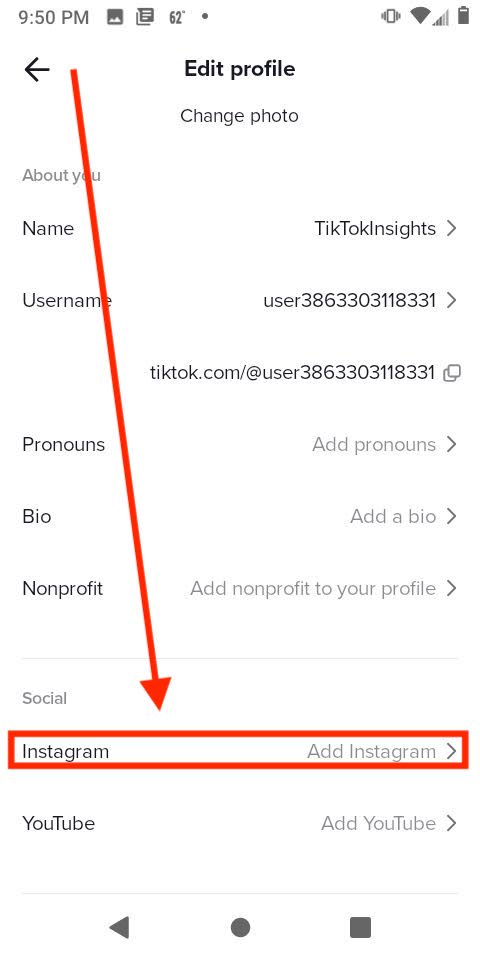 9:50 PM 62°
Edit profile
Change photo
About you
Name TikTokInsights
Username user3863303118331
tiktok.com/@user3863303118331
Pronouns Add pronouns
Bio Add a bio
Nonprofit Add nonprofit to your profile
Social
Instagram Add Instagram
YouTube Add YouTube